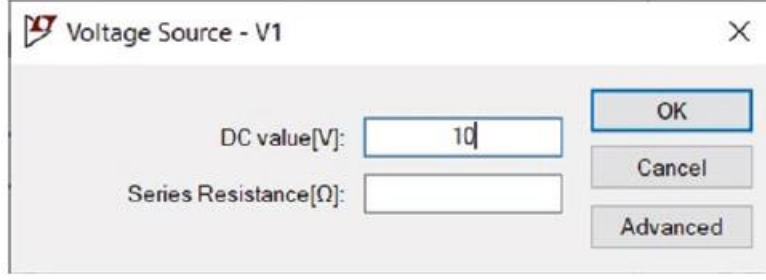 Voltage Source - V1
DC value[V]:
10
OK
Series Resistance[Ω]:
Cancel
Advanced